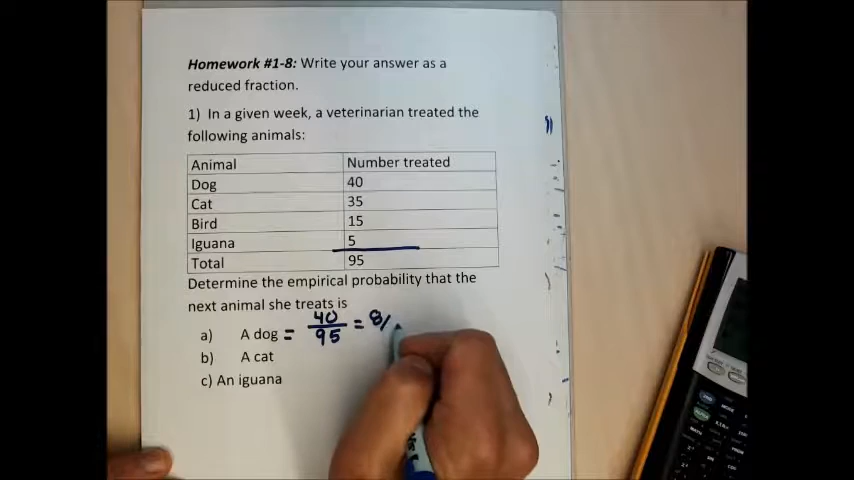 Homework #1-8: Write your answer as a
reduced fraction.
1) In a given week, a veterinarian treated the
following animals:
Animal Number treated
Dog 40
Cat 35
Bird 15
Iguana 5
Total 95
Determine the empirical probability that the
next animal she treats is
a) A dog = 40/95 = 8/
b) A cat
c) An iguana